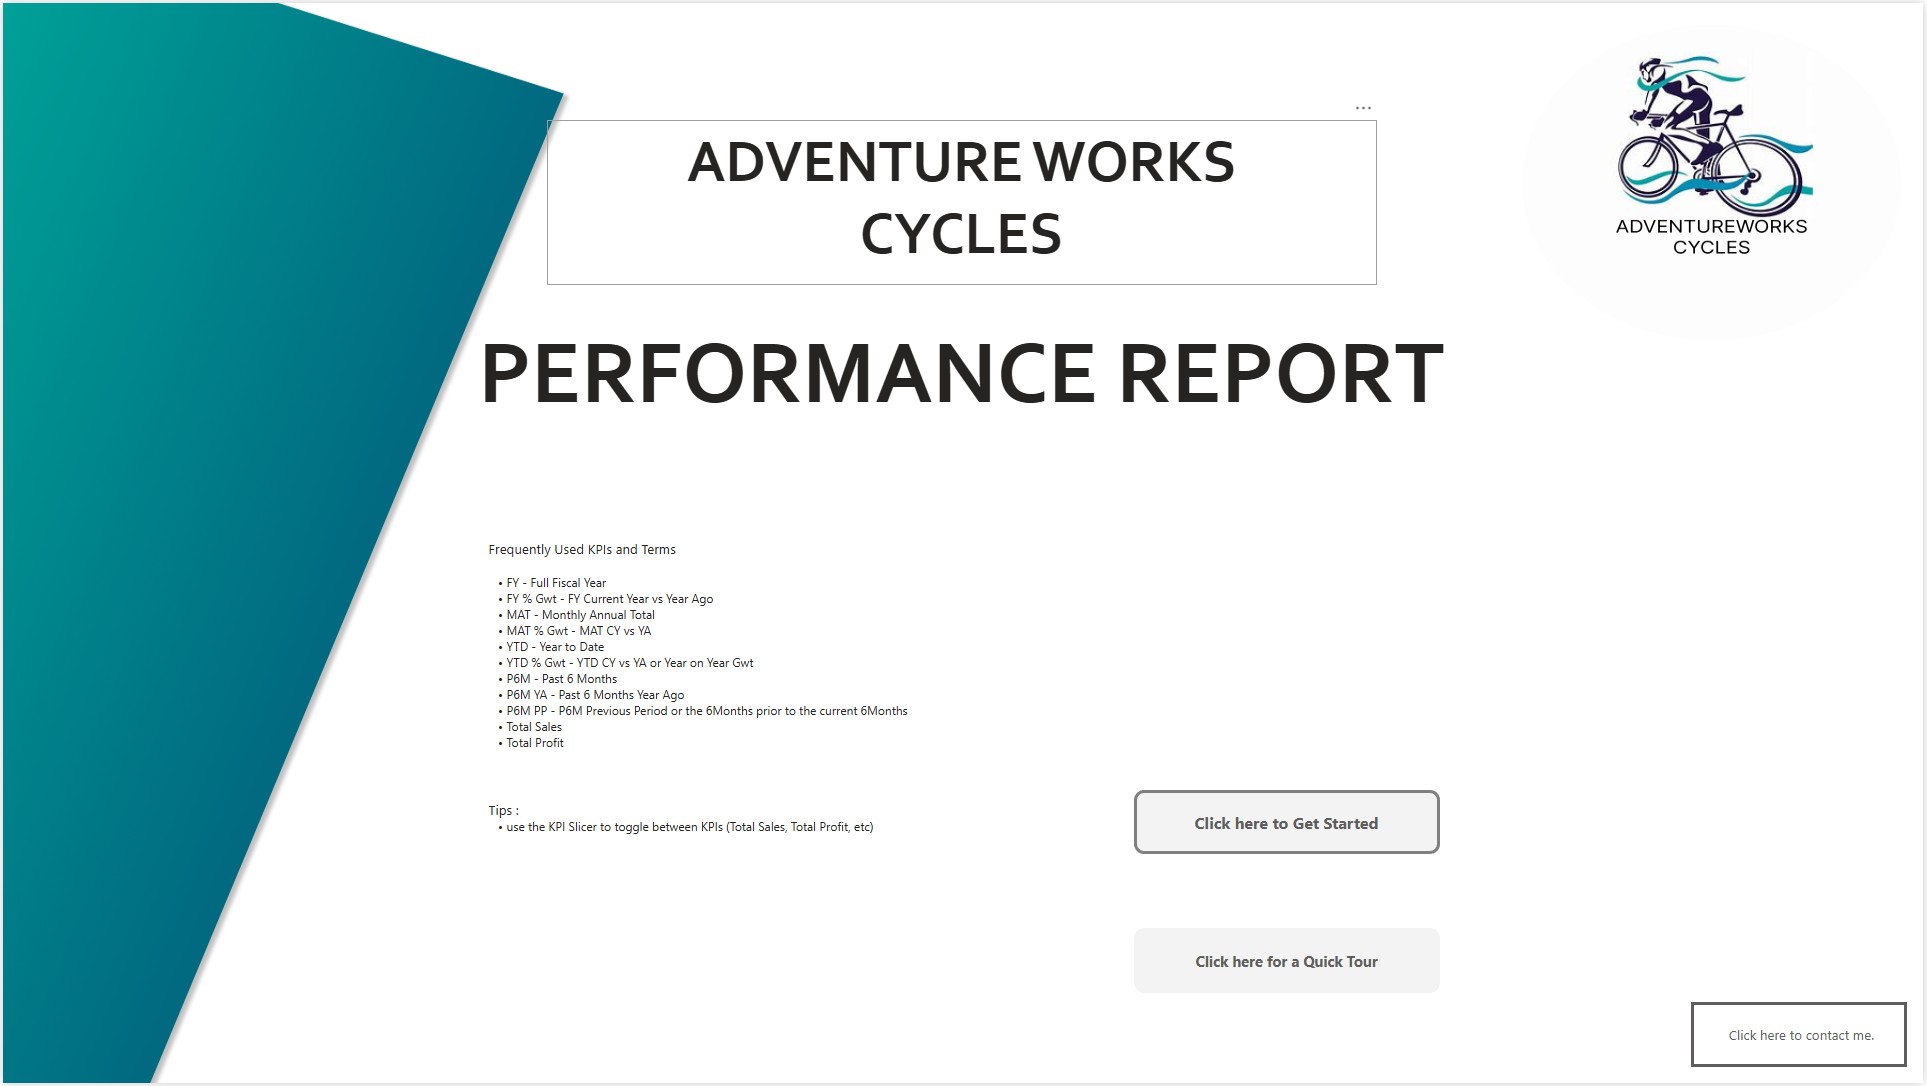 ADVENTURE WORKS
CYCLES
ADVENTUREWORKS
CYCLES
PERFORMANCE REPORT
Frequently Used KPIs and Terms
• FY - Full Fiscal Year
• FY % Gwt - FY Current Year vs Year Ago
• MAT - Monthly Annual Total
• MAT % Gwt - MAT CY vs YA
• YTD - Year to Date
• YTD % Gwt - YTD CY vs YA or Year on Year Gwt
• P6M - Past 6 Months
• P6M YA - Past 6 Months Year Ago
• P6M PP - P6M Previous Period or the 6Months prior to the current 6Months
• Total Sales
• Total Profit
Tips :
• use the KPI Slicer to toggle between KPIs (Total Sales, Total Profit, etc)
Click here to Get Started
Click here for a Quick Tour
Click here to contact me.